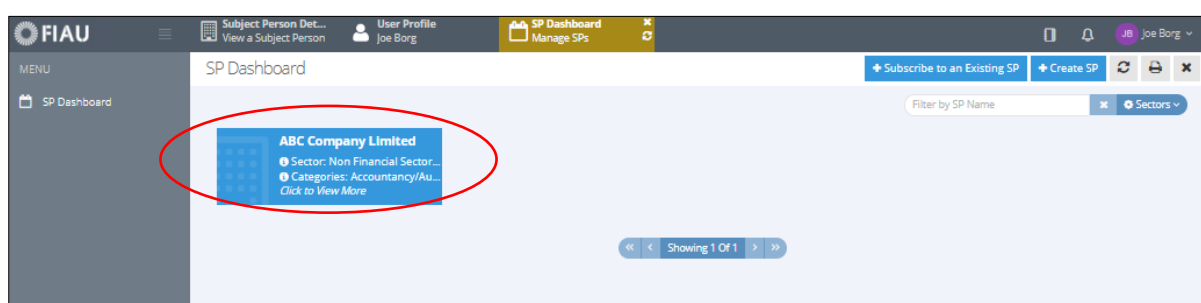 FIAU
Subject Person Det...
View a Subject Person
User Profile
Joe Borg
SP Dashboard
Manage SPs
JB Joe Borg
MENU
SP Dashboard
SP Dashboard
Subscribe to an Existing SP
Create SP
Filter by SP Name
Sectors
ABC Company Limited
Sector: Non Financial Sector...
Categories: Accountancy/Au...
Click to View More
Showing 1 Of 1